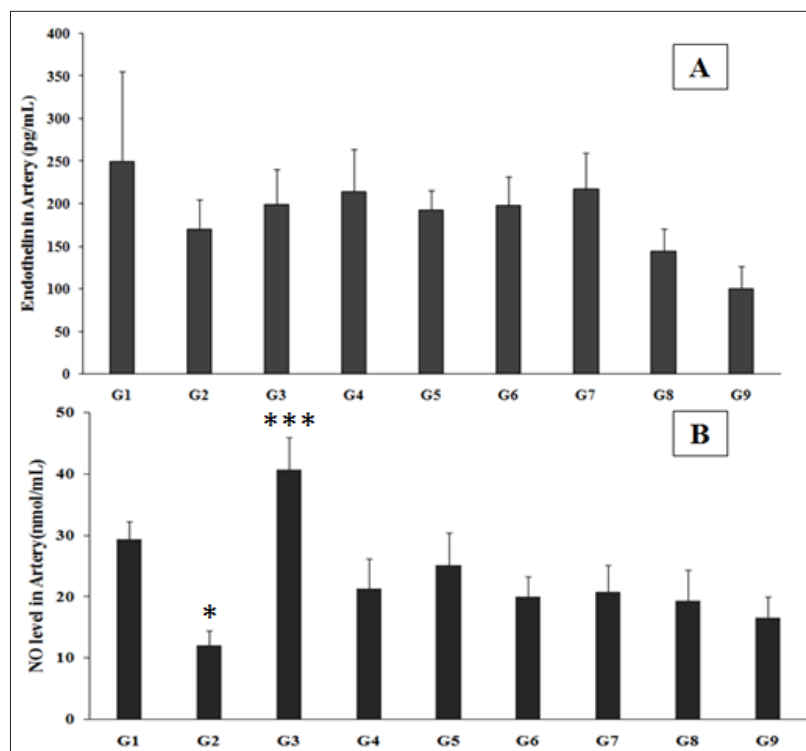 A
Endothelin in Artery (pg/mL)
400
350
300
250
200
150
100
50
0
G1 G2 G3 G4 G5 G6 G7 G8 G9
B
NO level in Artery(nmol/mL)
50
40
30
20
10
0
*
***
G1 G2 G3 G4 G5 G6 G7 G8 G9